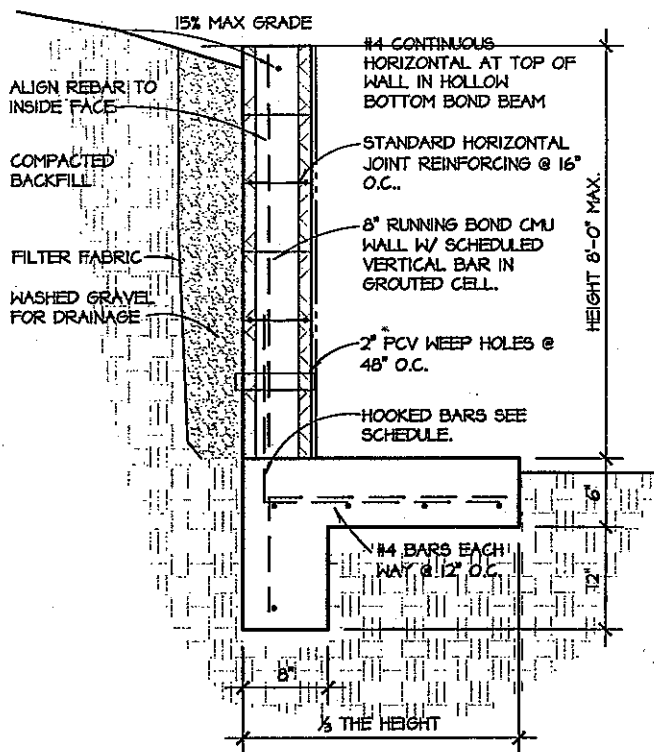 15% MAX GRADE
#4 CONTINUOUS
HORIZONTAL AT TOP OF
WALL IN HOLLOW
BOTTOM BOND BEAM
ALIGN REBAR TO
INSIDE FACE
COMPACTED
BACKFILL
STANDARD HORIZONTAL
JOINT REINFORCING @ 16"
O.C..
8" RUNNING BOND CMU
WALL W/ SCHEDULED
VERTICAL BAR IN
GROUTED CELL.
FILTER FABRIC
WASHED GRAVEL
FOR DRAINAGE
2" PCV WEEP HOLES @
48" O.C.
HOOKED BARS SEE
SCHEDULE.
HEIGHT 8'-0" MAX.
#4 BARS EACH
WAY @ 12" O.C.
6"
12"
8"
⅓ THE HEIGHT